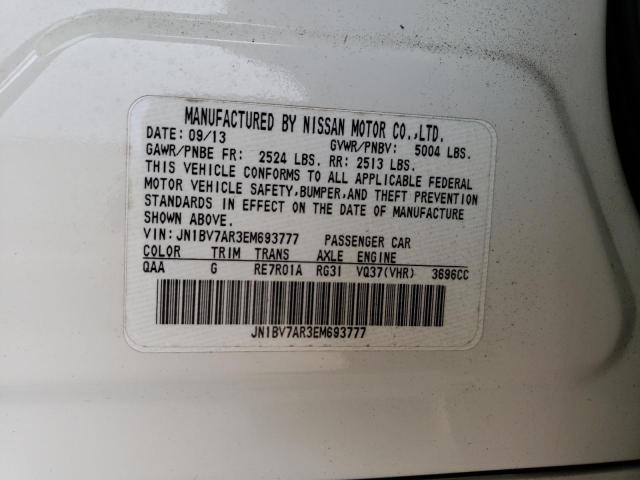 MANUFACTURED BY NISSAN MOTOR CO.,LTD.
DATE: 09/13 GVWR/PNBV: 5004 LBS.
GAWR/PNBE FR: 2524 LBS. RR: 2513 LBS.
THIS VEHICLE CONFORMS TO ALL APPLICABLE FEDERAL
MOTOR VEHICLE SAFETY,BUMPER,AND THEFT PREVENTION
STANDARDS IN EFFECT ON THE DATE OF MANUFACTURE
SHOWN ABOVE.
VIN: JN1BV7AR3EM693777 PASSENGER CAR
COLOR TRIM TRANS AXLE ENGINE
QAA G RE7R01A RG31 VQ37(VHR) 3696CC
JN1BV7AR3EM693777